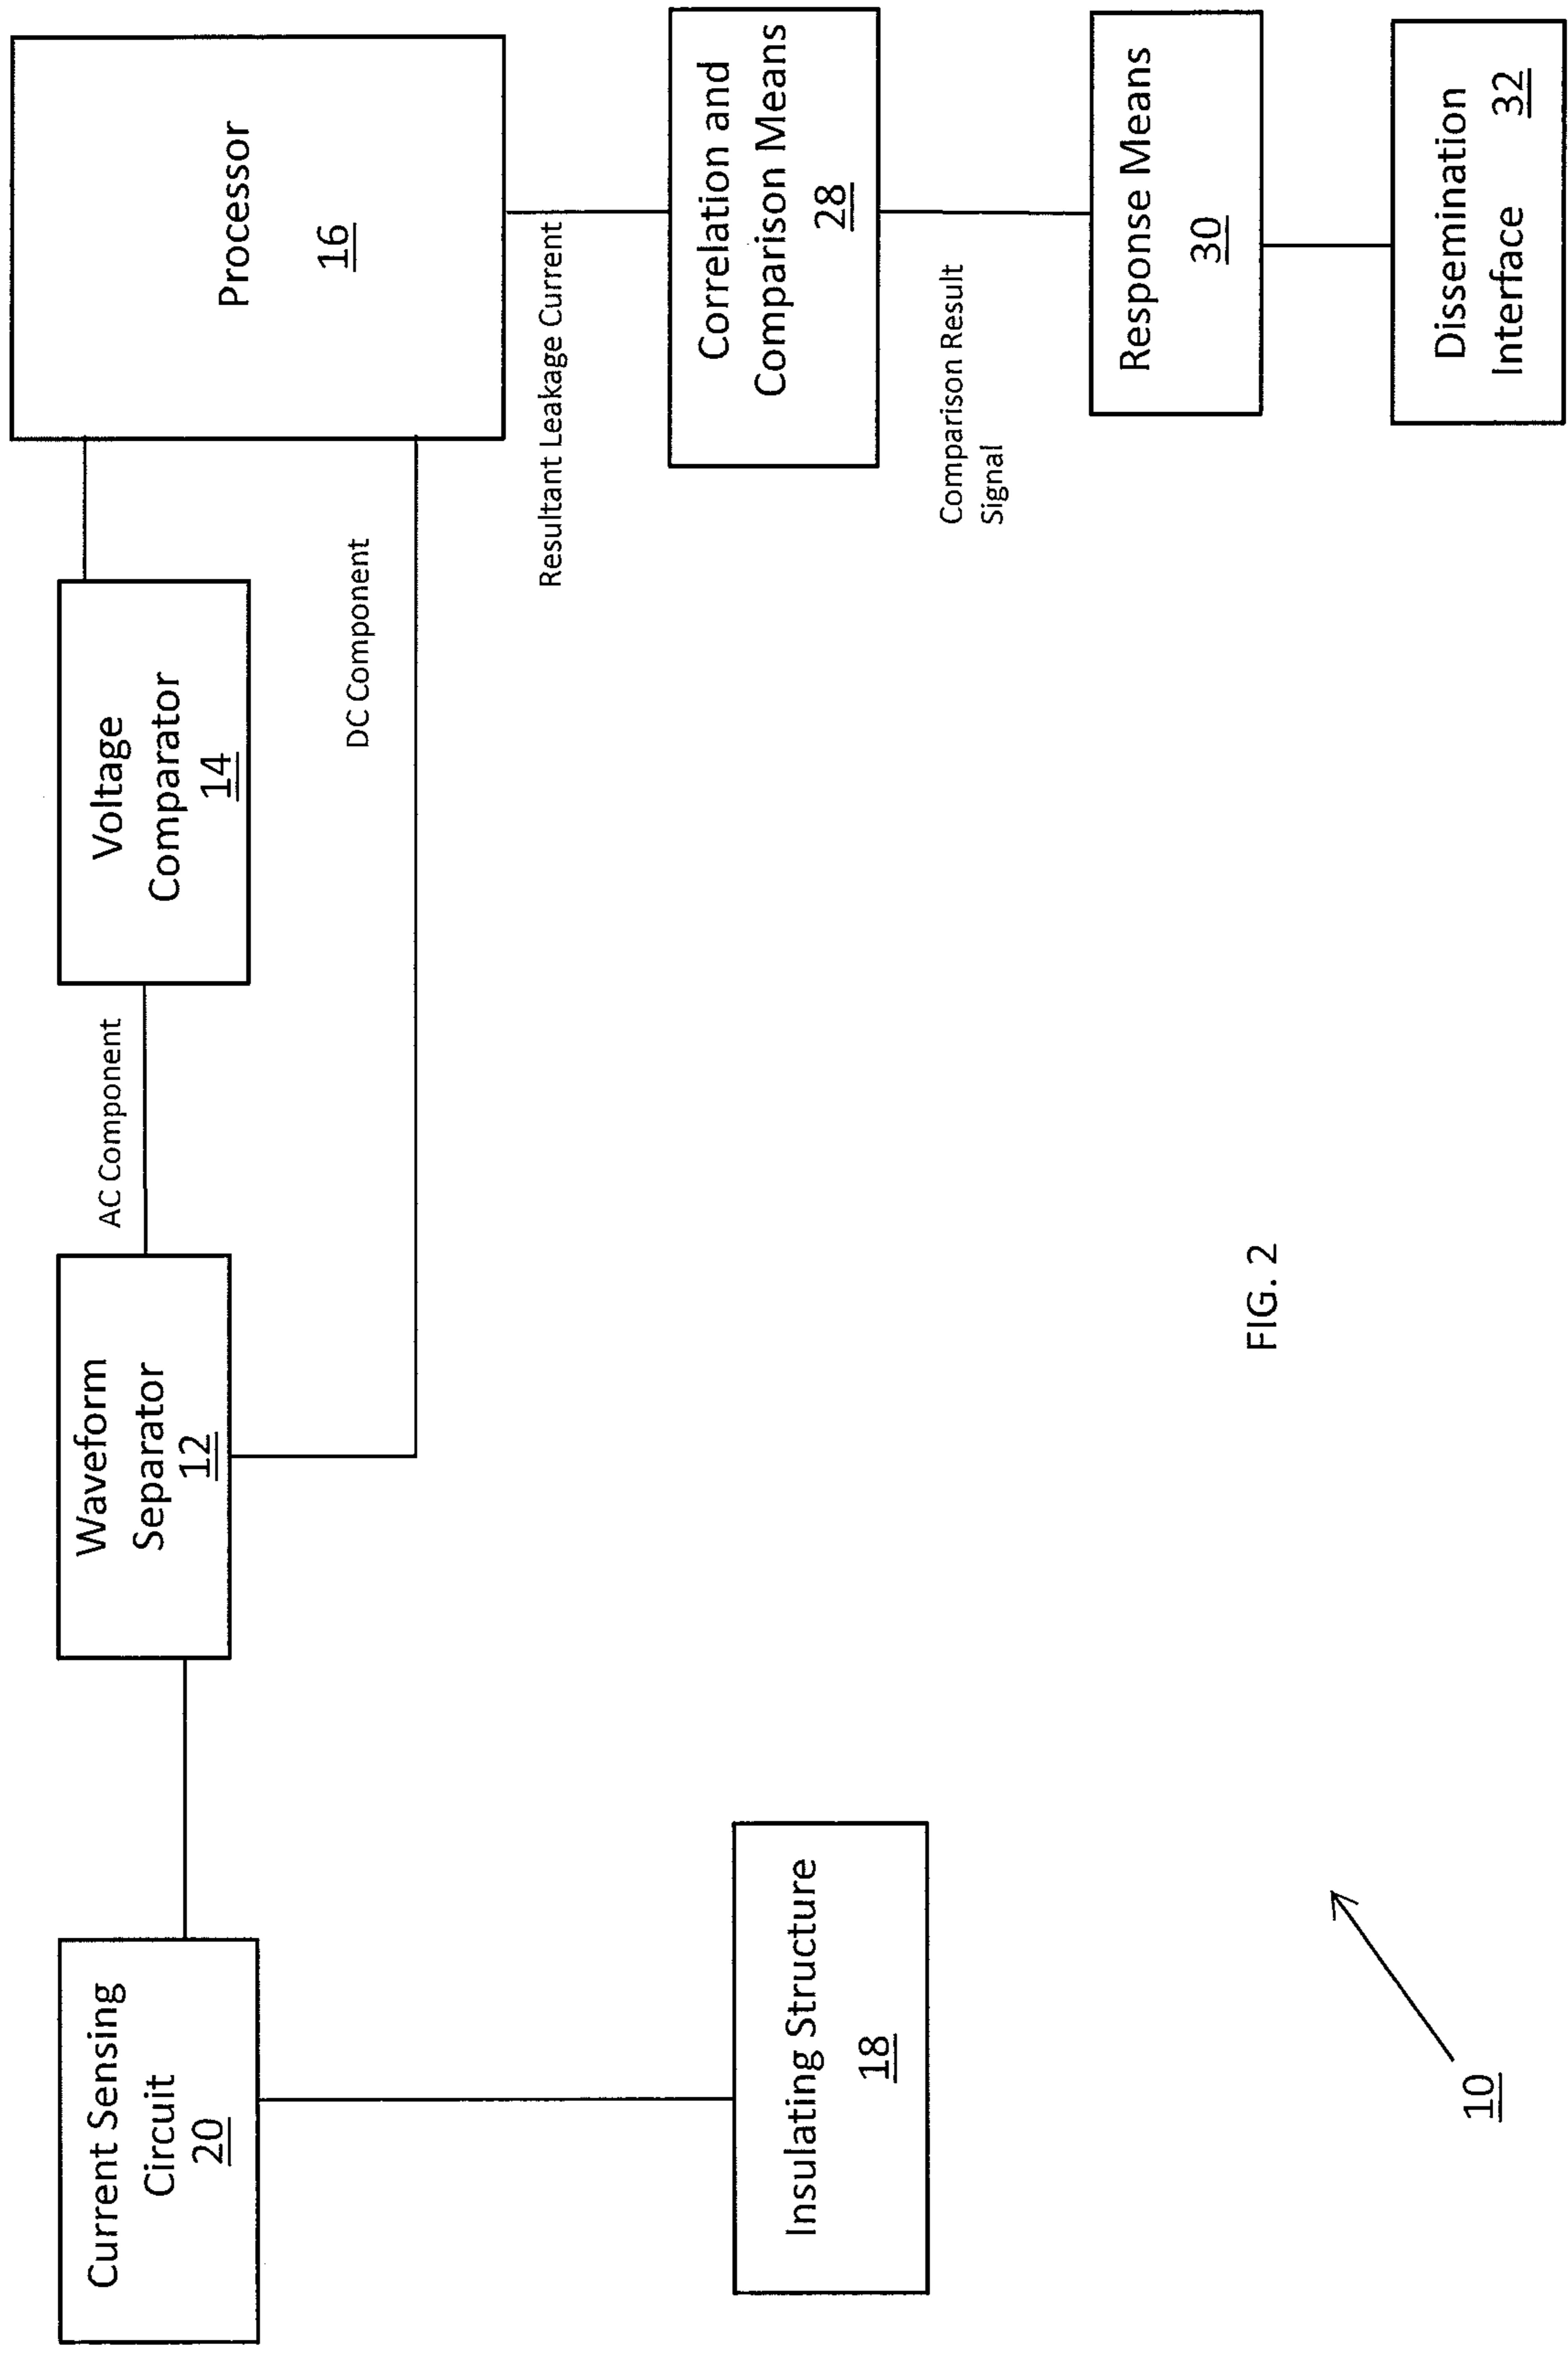 Current Sensing
Circuit
20
Waveform
Separator
12
AC Component
Voltage
Comparator
14
DC Component
Processor
16
Resultant Leakage Current
Insulating Structure
18
Correlation and
Comparison Means
28
Comparison Result
Signal
Response Means
30
Dissemination
Interface 32
10
FIG. 2